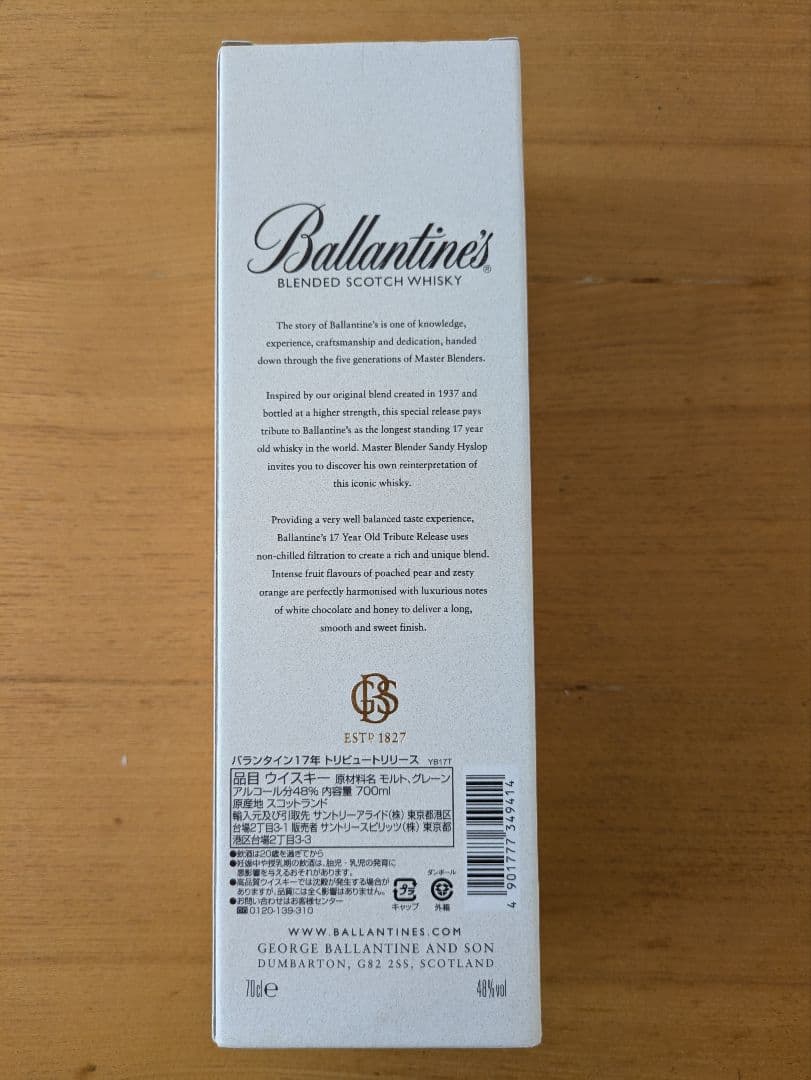 Ballantine's®
BLENDED SCOTCH WHISKY
The story of Ballantine's is one of knowledge,
experience, craftsmanship and dedication, handed
down through the five generations of Master Blenders.
Inspired by our original blend created in 1937 and
bottled at a higher strength, this special release pays
tribute to Ballantine's as the longest standing 17 year
old whisky in the world. Master Blender Sandy Hyslop
invites you to discover his own reinterpretation of
this iconic whisky.
Providing a very well balanced taste experience,
Ballantine's 17 Year Old Tribute Release uses
non-chilled filtration to create a rich and unique blend.
Intense fruit flavours of poached pear and zesty
orange are perfectly harmonised with luxurious notes
of white chocolate and honey to deliver a long,
smooth and sweet finish.
GBS
ESTD 1827
バランタイン17年 トリビュートリリース YB17T
品目 ウイスキー 原材料名 モルト、グレーン
アルコール分48% 内容量 700ml
原産地 スコットランド
輸入元及び引取先 サントリーアライド(株) 東京都港区
台場2丁目3-1 販売者 サントリースピリッツ(株) 東京都
港区台場2丁目3-3
●飲酒は20歳を過ぎてから
●妊娠中や授乳期の飲酒は、胎児・乳児の発育に
悪影響を与えるおそれがあります。
●高品質ウイスキーでは沈殿が発生する場合が
ありますが、品質には全く影響はありません。
●お問い合わせはお客様センター
0120-139-310
プラ
キャップ
ダンボール
外箱
4 901777 349414
WWW.BALLANTINES.COM
GEORGE BALLANTINE AND SON
DUMBARTON, G82 2SS, SCOTLAND
70cl e
48%vol